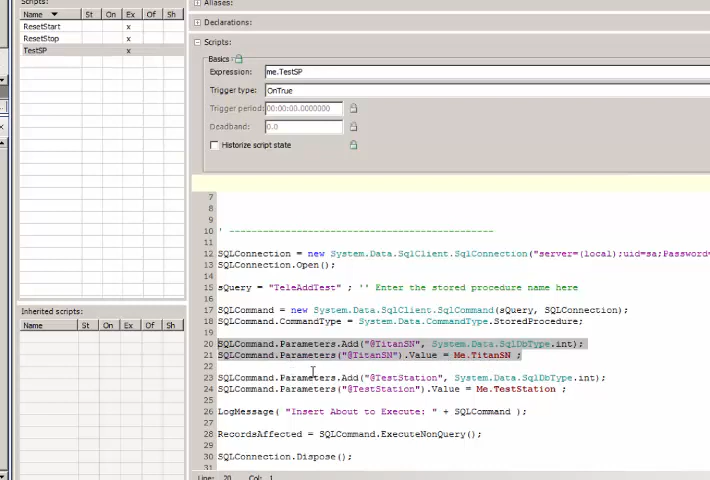 Scripts:
Name St On Ex Of Sh
ResetStart x
ResetStop x
TestSP x
Inherited scripts:
Name St On Ex Of Sh
Aliases:
Declarations:
Scripts:
Basics
Expression: me.TestSP
Trigger type: OnTrue
Trigger period: 00:00:00.0000000
Deadband: 0.0
Historize script state
7
8
9
10 ' -----------------------------------------------
11
12 SQLConnection = new System.Data.SqlClient.SqlConnection("server=(local);uid=sa;Password
13 SQLConnection.Open();
14
15 sQuery = "TeleAddTest" ; '' Enter the stored procedure name here
16
17 SQLCommand = new System.Data.SqlClient.SqlCommand(sQuery, SQLConnection);
18 SQLCommand.CommandType = System.Data.CommandType.StoredProcedure;
19
20 SQLCommand.Parameters.Add("@TitanSN", System.Data.SqlDbType.int);
21 SQLCommand.Parameters("@TitanSN").Value = Me.TitanSN ;
22
23 SQLCommand.Parameters.Add("@TestStation", System.Data.SqlDbType.int);
24 SQLCommand.Parameters("@TestStation").Value = Me.TestStation ;
25
26 LogMessage( "Insert About to Execute: " + SQLCommand );
27
28 RecordsAffected = SQLCommand.ExecuteNonQuery();
29
30 SQLConnection.Dispose();
31
Line: 20 Col: 1